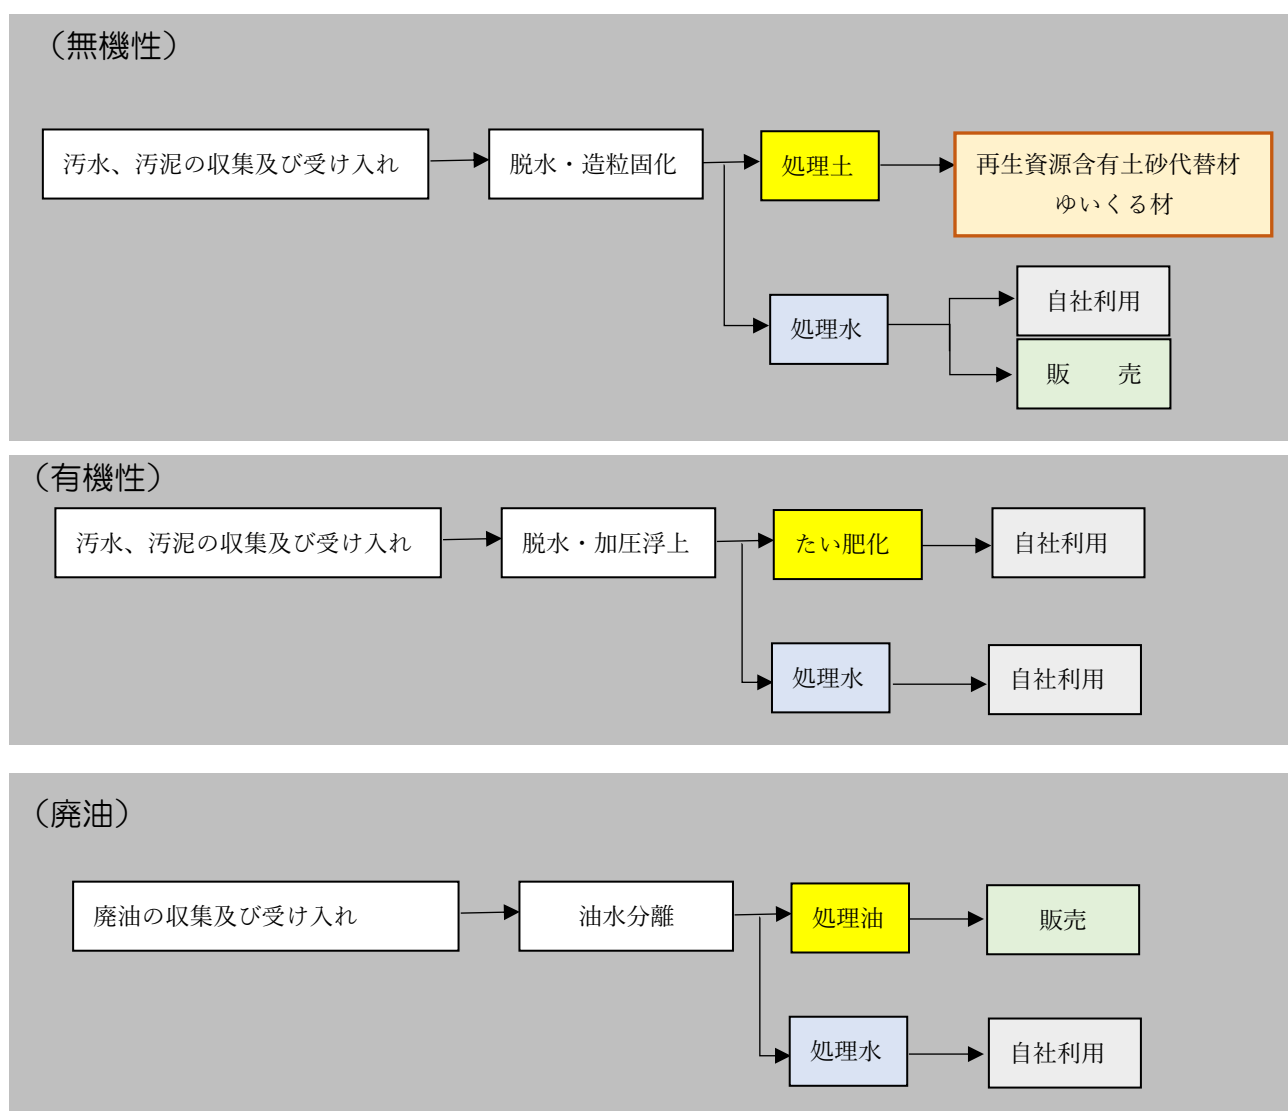 （無機性）
汚水、汚泥の収集及び受け入れ
脱水・造粒固化
処理土
再生資源含有土砂代替材
ゆいくる材
処理水
自社利用
販　　売
（有機性）
汚水、汚泥の収集及び受け入れ
脱水・加圧浮上
たい肥化
自社利用
処理水
自社利用
（廃油）
廃油の収集及び受け入れ
油水分離
処理油
販売
処理水
自社利用